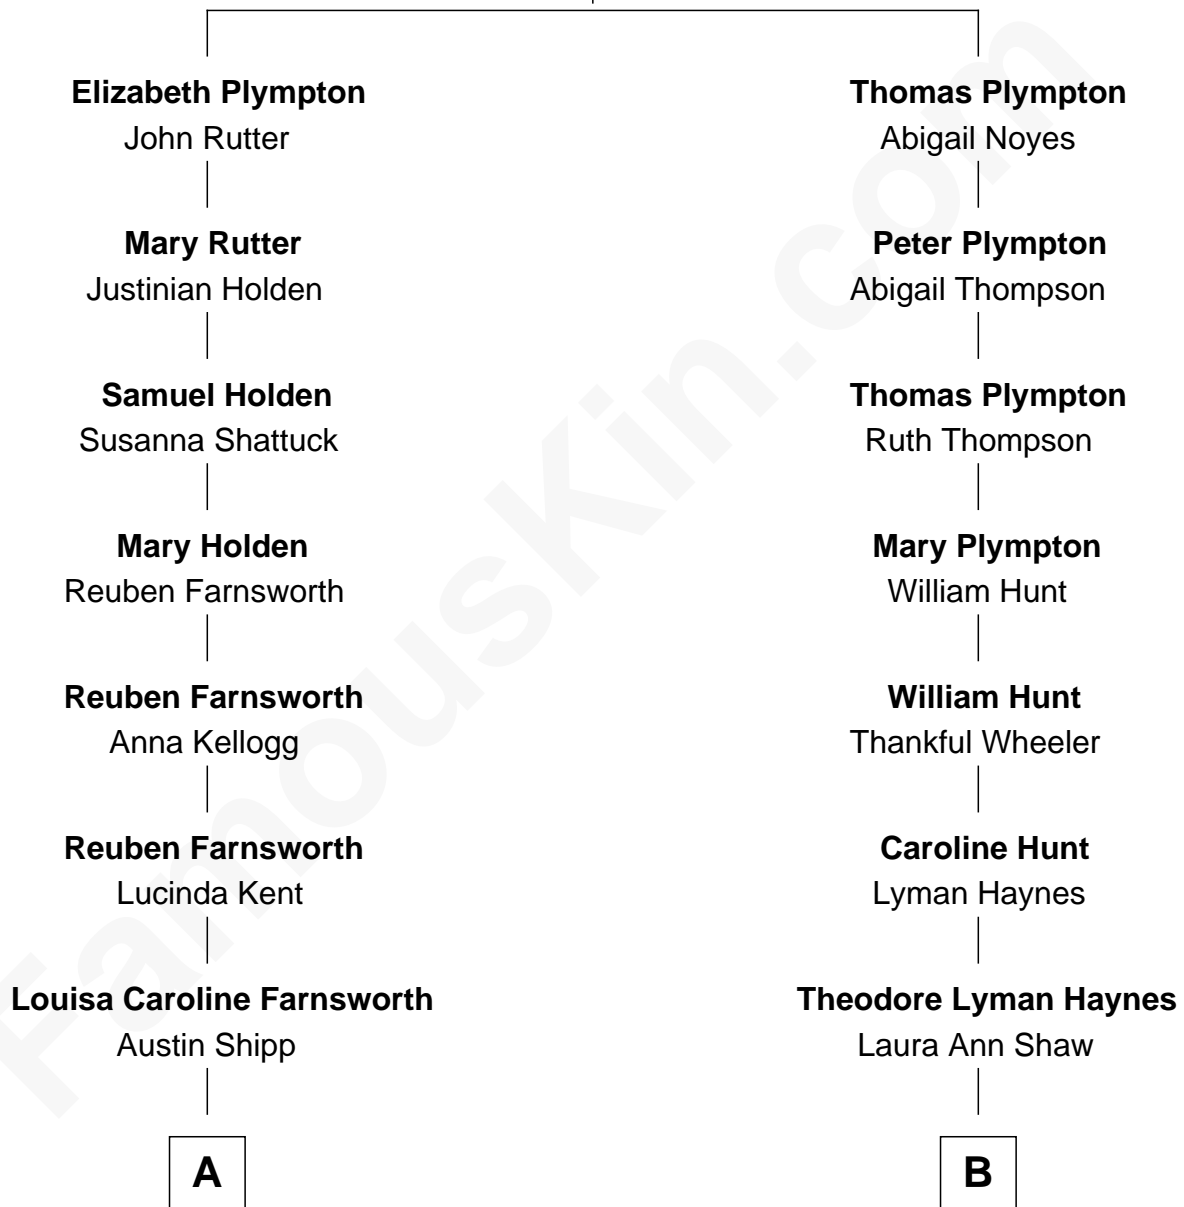 Elizabeth Plympton
John Rutter
Thomas Plympton
Abigail Noyes
Mary Rutter
Justinian Holden
Peter Plympton
Abigail Thompson
Samuel Holden
Susanna Shattuck
Thomas Plympton
Ruth Thompson
Mary Holden
Reuben Farnsworth
Mary Plympton
William Hunt
Reuben Farnsworth
Anna Kellogg
William Hunt
Thankful Wheeler
Reuben Farnsworth
Lucinda Kent
Caroline Hunt
Lyman Haynes
Louisa Caroline Farnsworth
Austin Shipp
Theodore Lyman Haynes
Laura Ann Shaw
A
B
FamousKin.com